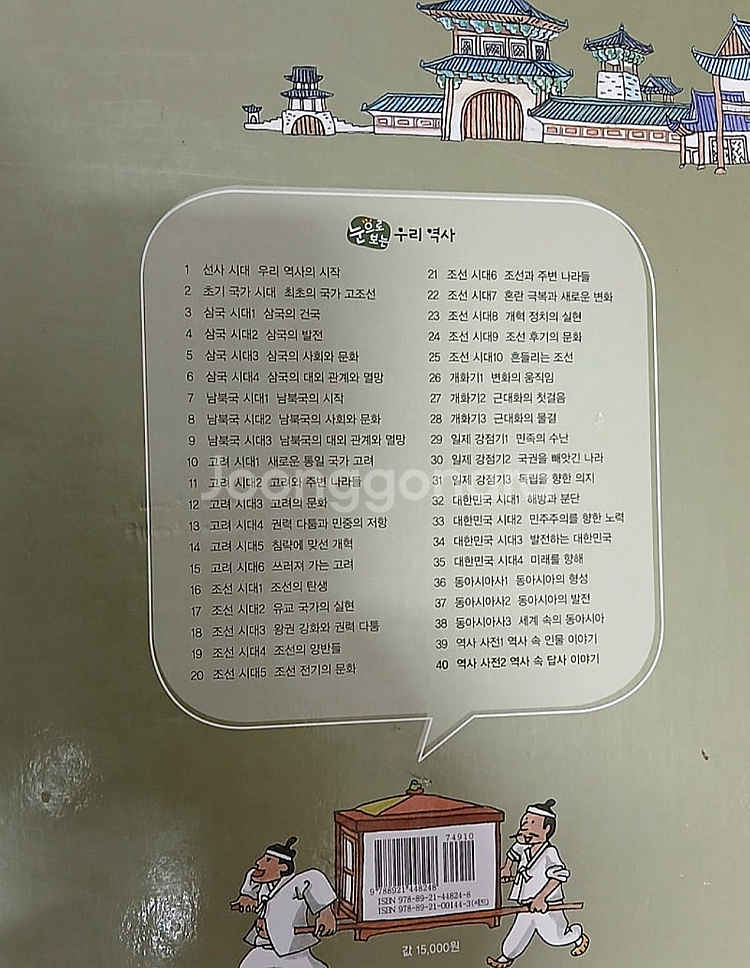 눈으로 보는 우리 역사
1 선사 시대 우리 역사의 시작
2 초기 국가 시대 최초의 국가 고조선
3 삼국 시대1 삼국의 건국
4 삼국 시대2 삼국의 발전
5 삼국 시대3 삼국의 사회와 문화
6 삼국 시대4 삼국의 대외 관계와 멸망
7 남북국 시대1 남북국의 시작
8 남북국 시대2 남북국의 사회와 문화
9 남북국 시대3 남북국의 대외 관계와 멸망
10 고려 시대1 새로운 통일 국가 고려
11 고려 시대2 고려와 주변 나라들
12 고려 시대3 고려의 문화
13 고려 시대4 권력 다툼과 민중의 저항
14 고려 시대5 침략에 맞선 개혁
15 고려 시대6 쓰러져 가는 고려
16 조선 시대1 조선의 탄생
17 조선 시대2 유교 국가의 실현
18 조선 시대3 왕권 강화와 권력 다툼
19 조선 시대4 조선의 양반들
20 조선 시대5 조선 전기의 문화
21 조선 시대6 조선과 주변 나라들
22 조선 시대7 혼란 극복과 새로운 변화
23 조선 시대8 개혁 정치의 실현
24 조선 시대9 조선 후기의 문화
25 조선 시대10 흔들리는 조선
26 개화기1 변화의 움직임
27 개화기2 근대화의 첫걸음
28 개화기3 근대화의 물결
29 일제 강점기1 민족의 수난
30 일제 강점기2 국권을 빼앗긴 나라
31 일제 강점기3 독립을 향한 의지
32 대한민국 시대1 해방과 분단
33 대한민국 시대2 민주주의를 향한 노력
34 대한민국 시대3 발전하는 대한민국
35 대한민국 시대4 미래를 향해
36 동아시아사1 동아시아의 형성
37 동아시아사2 동아시아의 발전
38 동아시아사3 세계 속의 동아시아
39 역사 사전1 역사 속 인물 이야기
40 역사 사전2 역사 속 답사 이야기
74910
9 788921 448248
ISBN 978-89-21-44824-8
ISBN 978-89-21-00144-3(세트)
값 15,000원